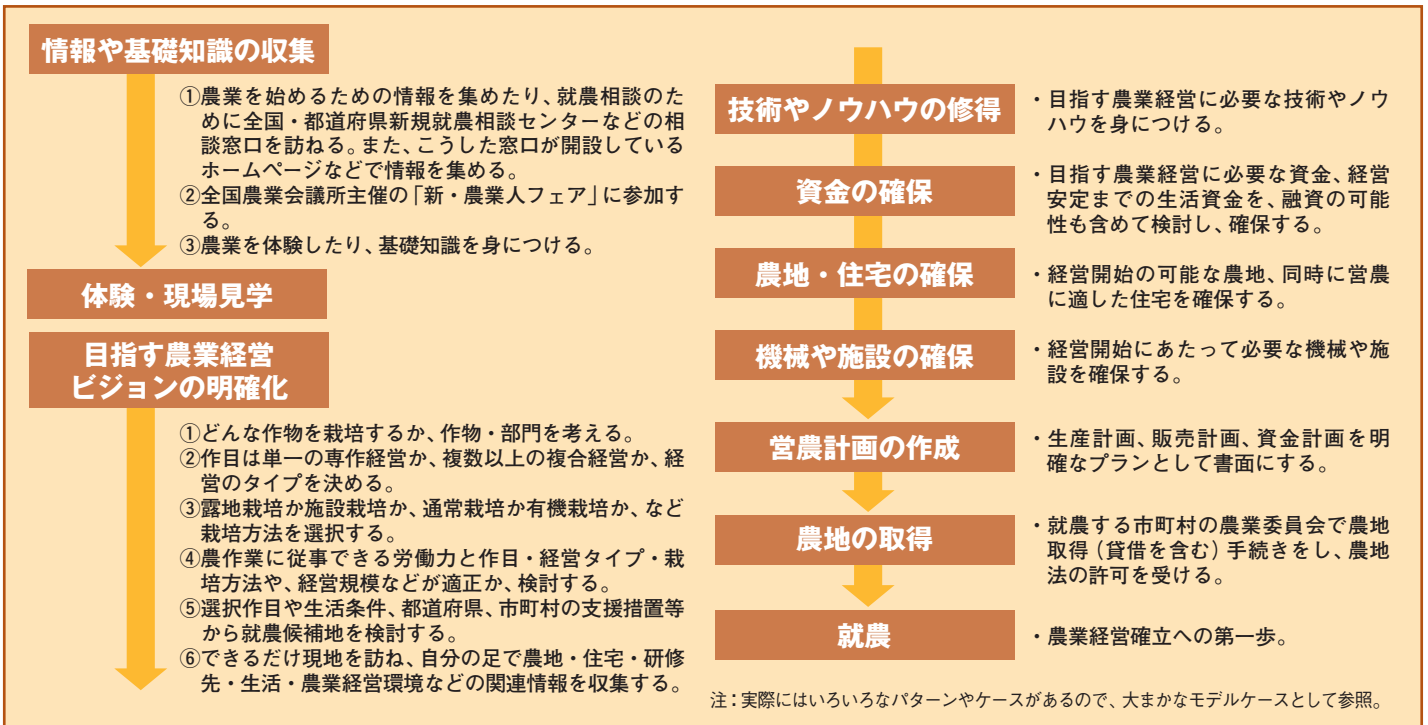 情報や基礎知識の収集
①農業を始めるための情報を集めたり、就農相談のた
めに全国・都道府県新規就農相談センターなどの相
談窓口を訪ねる。また、こうした窓口が開設している
ホームページなどで情報を集める。
②全国農業会議所主催の「新・農業人フェア」に参加す
る。
③農業を体験したり、基礎知識を身につける。
体験・現場見学
目指す農業経営
ビジョンの明確化
①どんな作物を栽培するか、作物・部門を考える。
②作目は単一の専作経営か、複数以上の複合経営か、経
営のタイプを決める。
③露地栽培か施設栽培か、通常栽培か有機栽培か、など
栽培方法を選択する。
④農作業に従事できる労働力と作目・経営タイプ・栽
培方法や、経営規模などが適正か、検討する。
⑤選択作目や生活条件、都道府県、市町村の支援措置等
から就農候補地を検討する。
⑥できるだけ現地を訪ね、自分の足で農地・住宅・研修
先・生活・農業経営環境などの関連情報を収集する。
技術やノウハウの修得
・目指す農業経営に必要な技術やノウ
ハウを身につける。
資金の確保
・目指す農業経営に必要な資金、経営
安定までの生活資金を、融資の可能
性も含めて検討し、確保する。
農地・住宅の確保
・経営開始の可能な農地、同時に営農
に適した住宅を確保する。
機械や施設の確保
・経営開始にあたって必要な機械や施
設を確保する。
営農計画の作成
・生産計画、販売計画、資金計画を明
確なプランとして書面にする。
農地の取得
・就農する市町村の農業委員会で農地
取得（貸借を含む）手続きをし、農地
法の許可を受ける。
就農
・農業経営確立への第一歩。
注：実際にはいろいろなパターンやケースがあるので、大まかなモデルケースとして参照。